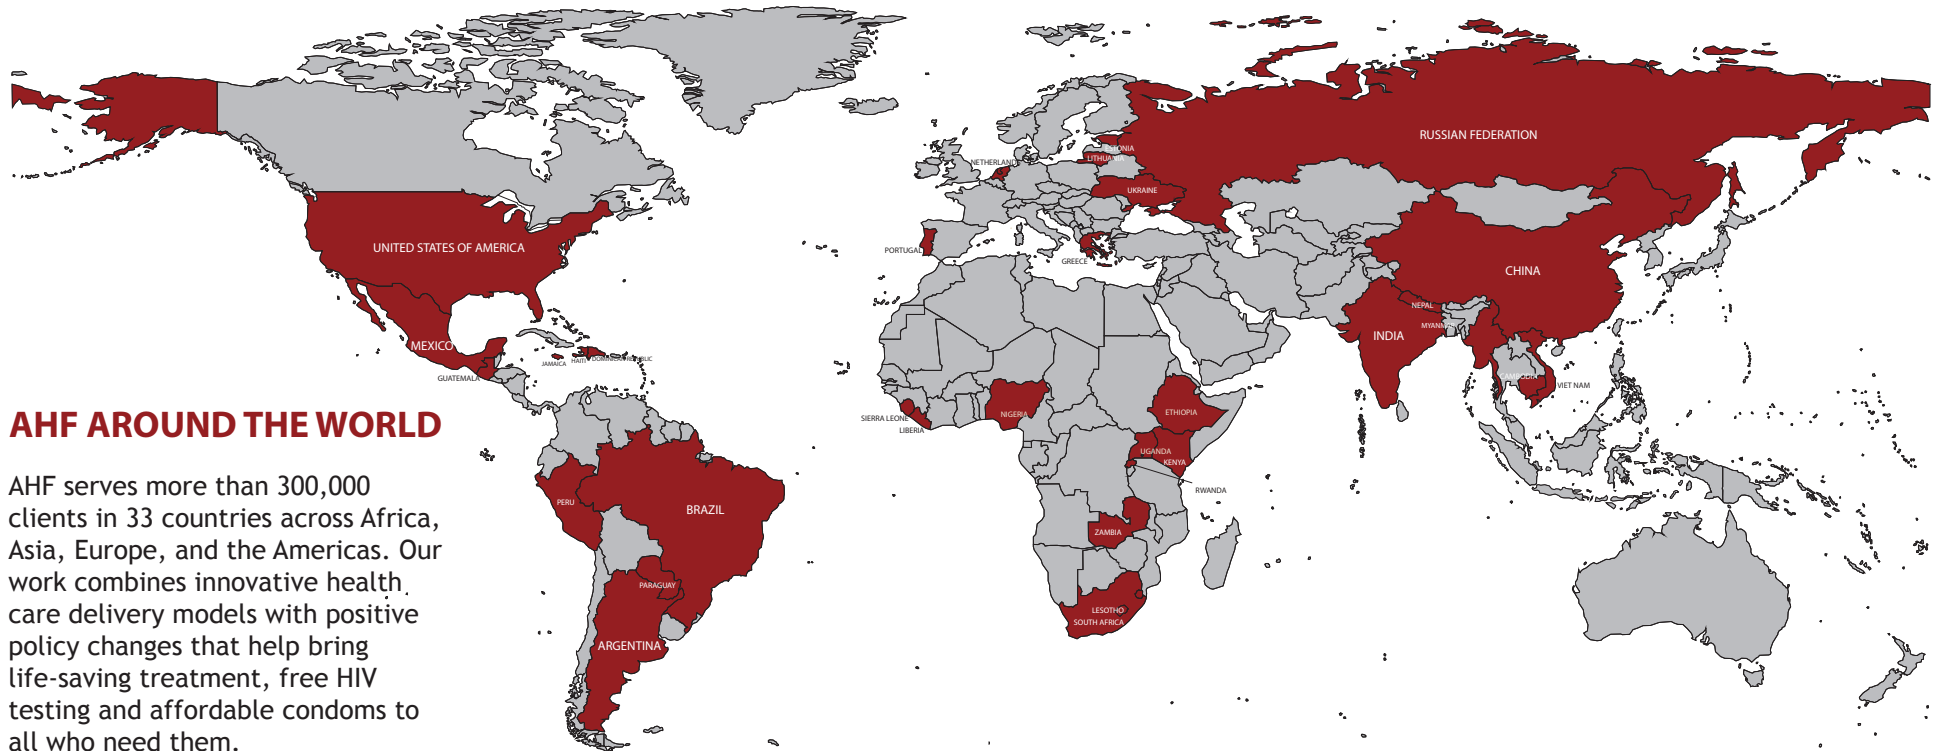 RUSSIAN FEDERATION
ESTONIA
LITHUANIA
NETHERLANDS
UKRAINE
PORTUGAL
GREECE
UNITED STATES OF AMERICA
CHINA
NEPAL
MYANMAR
INDIA
MEXICO
JAMAICA
HAITI
DOMINICAN REPUBLIC
GUATEMALA
CAMBODIA
VIET NAM
SIERRA LEONE
LIBERIA
NIGERIA
ETHIOPIA
UGANDA
KENYA
RWANDA
PERU
BRAZIL
ZAMBIA
PARAGUAY
LESOTHO
SOUTH AFRICA
ARGENTINA
AHF AROUND THE WORLD
AHF serves more than 300,000
clients in 33 countries across Africa,
Asia, Europe, and the Americas. Our
work combines innovative health
care delivery models with positive
policy changes that help bring
life-saving treatment, free HIV
testing and affordable condoms to
all who need them.